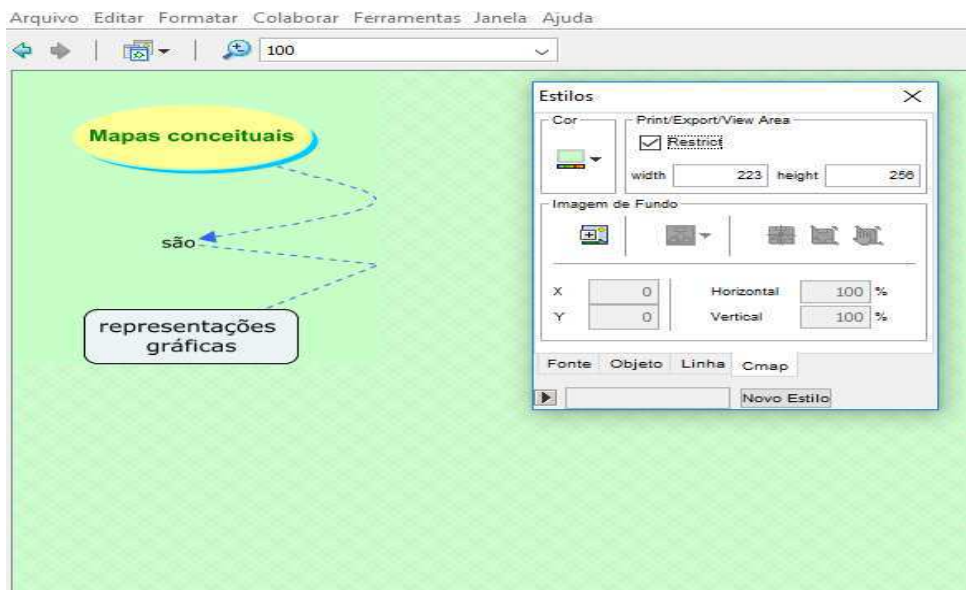 Arquivo Editar Formatar Colaborar Ferramentas Janela Ajuda
100
Mapas conceituais
são
representações
gráficas
Estilos
Cor
Print/Export/View Area
Restrict
width 223 height 256
Imagem de Fundo
X 0 Horizontal 100 %
Y 0 Vertical 100 %
Fonte Objeto Linha Cmap
Novo Estilo